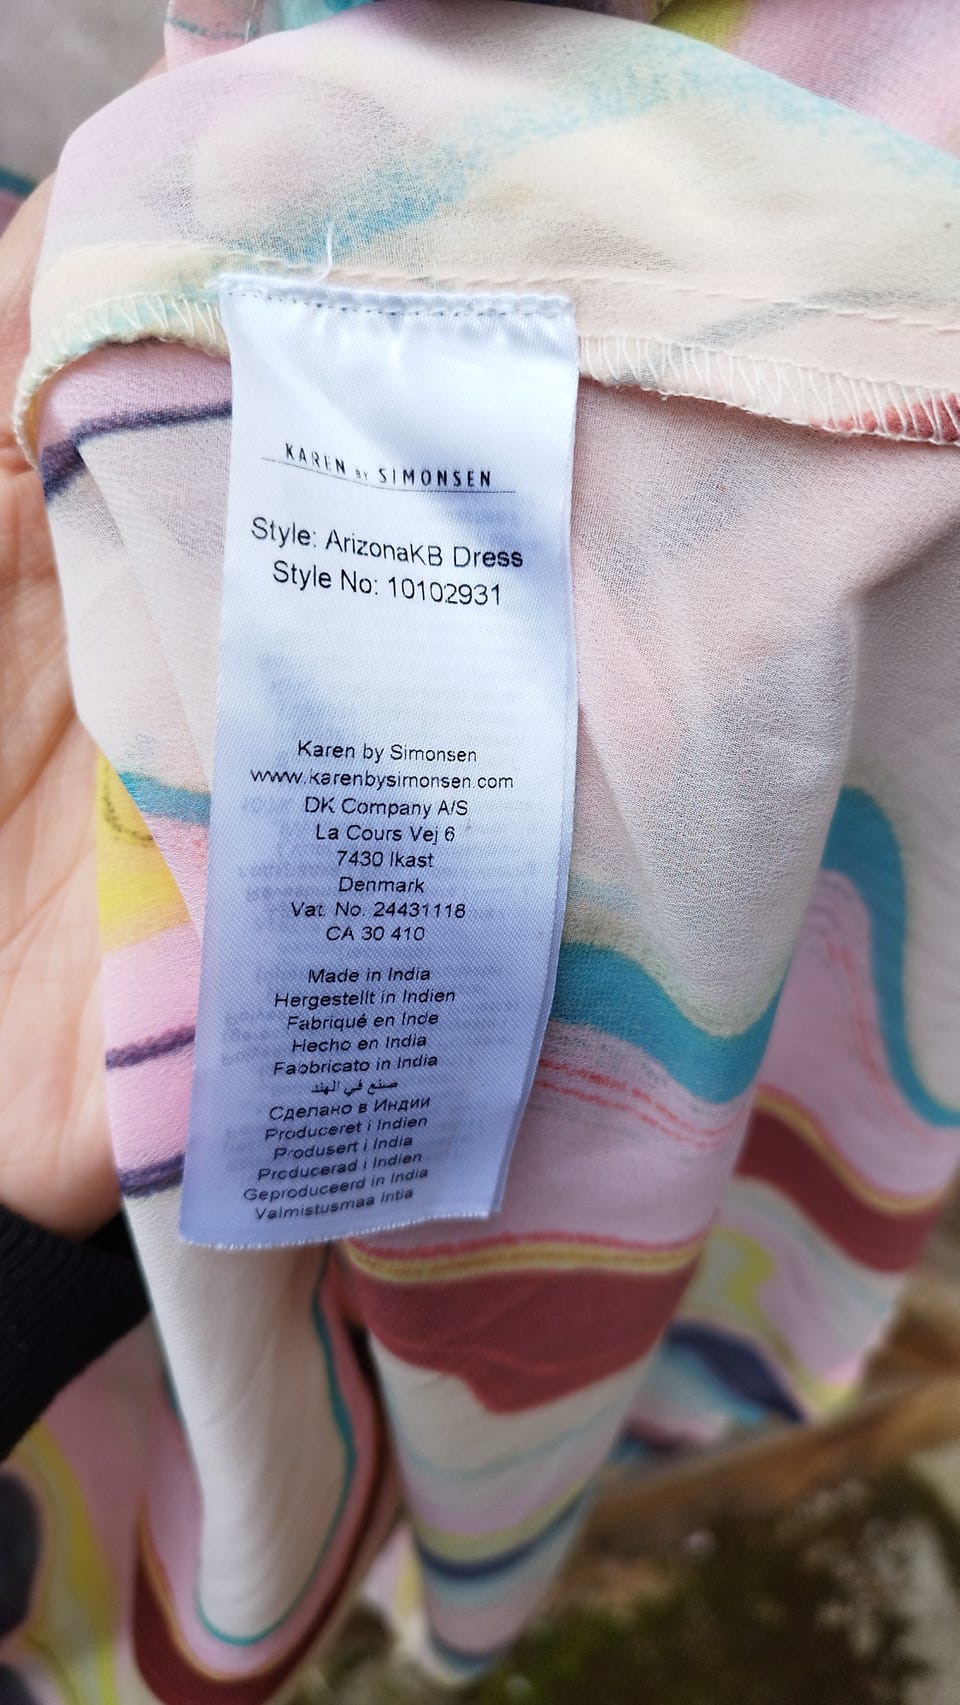 KAREN BY SIMONSEN
Style: ArizonaKB Dress
Style No: 10102931
Karen by Simonsen
www.karenbysimonsen.com
DK Company A/S
La Cours Vej 6
7430 Ikast
Denmark
Vat. No. 24431118
CA 30 410
Made in India
Hergestellt in Indien
Fabriqué en Inde
Hecho en India
Fabbricato in India
صنع في الهند
Сделано в Индии
Produceret i Indien
Produsert i India
Producerad i Indien
Geproduceerd in India
Valmistusmaa Intia